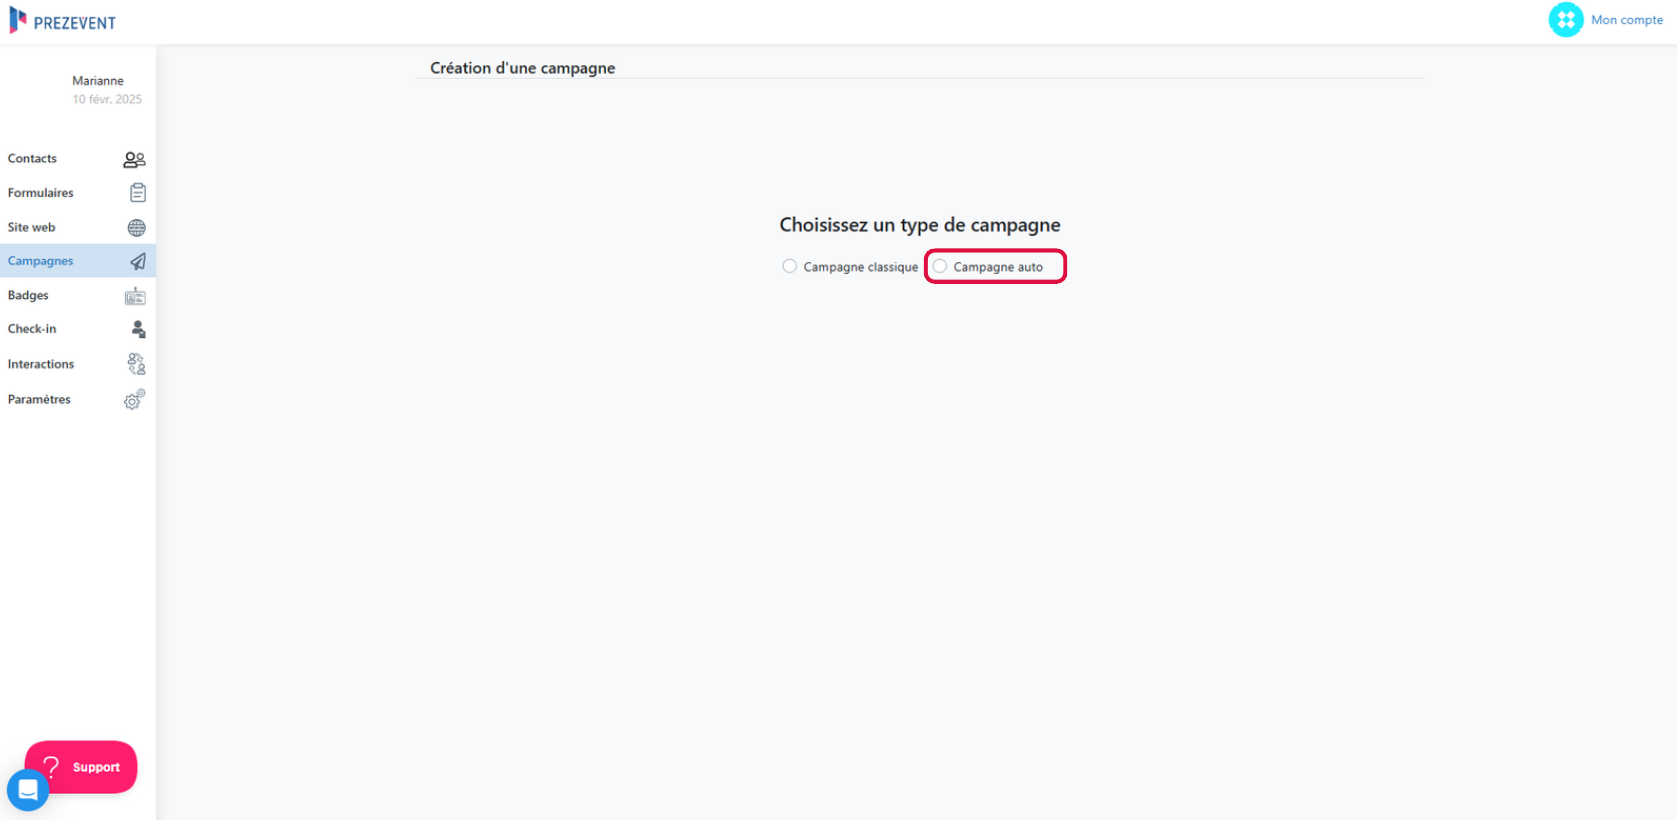 PREZEVENT
Mon compte
Marianne
10 févr. 2025
Contacts
Formulaires
Site web
Campagnes
Badges
Check-in
Interactions
Paramètres
Création d'une campagne
Choisissez un type de campagne
Campagne classique Campagne auto
? Support